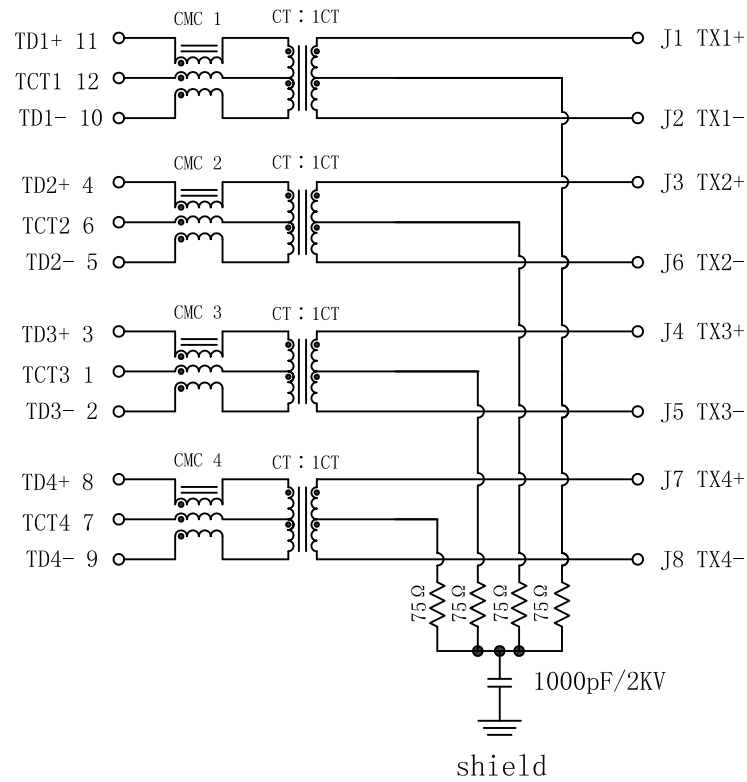 CMC 1 CT：1CT
TD1+ 11 J1 TX1+
TCT1 12
TD1- 10 J2 TX1-
CMC 2 CT：1CT
TD2+ 4 J3 TX2+
TCT2 6
TD2- 5 J6 TX2-
CMC 3 CT：1CT
TD3+ 3 J4 TX3+
TCT3 1
TD3- 2 J5 TX3-
CMC 4 CT：1CT
TD4+ 8 J7 TX4+
TCT4 7
TD4- 9 J8 TX4-
75Ω 75Ω 75Ω 75Ω
1000pF/2KV
shield